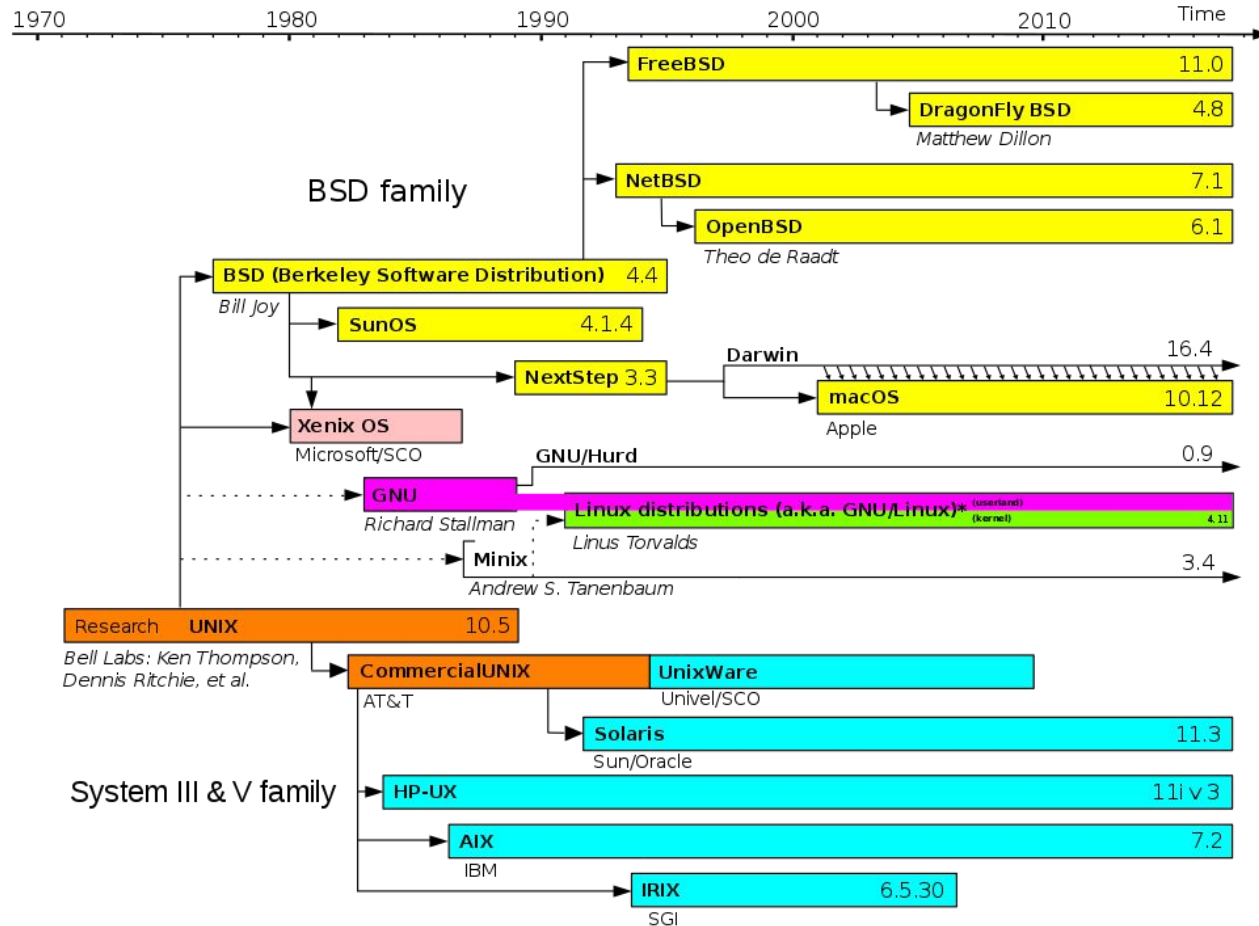 1970 1980 1990 2000 2010 Time
FreeBSD 11.0
DragonFly BSD 4.8
Matthew Dillon
BSD family
NetBSD 7.1
OpenBSD 6.1
Theo de Raadt
BSD (Berkeley Software Distribution) 4.4
Bill Joy
SunOS 4.1.4
Darwin 16.4
NextStep 3.3
macOS 10.12
Apple
Xenix OS
Microsoft/SCO
GNU/Hurd 0.9
GNU
Richard Stallman
Linux distributions (a.k.a. GNU/Linux)* (userland)
(kernel) 4.11
Linus Torvalds
Minix 3.4
Andrew S. Tanenbaum
Research UNIX 10.5
Bell Labs: Ken Thompson,
Dennis Ritchie, et al.
CommercialUNIX UnixWare
AT&T Univel/SCO
Solaris 11.3
Sun/Oracle
System III & V family
HP-UX 11i v 3
AIX 7.2
IBM
IRIX 6.5.30
SGI